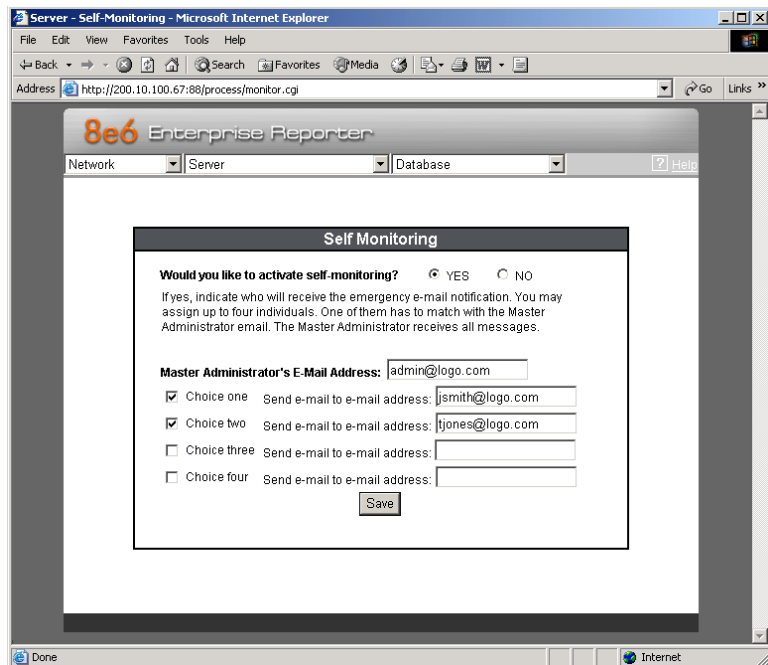 Server - Self-Monitoring - Microsoft Internet Explorer
File Edit View Favorites Tools Help
Back Search Favorites Media
Address http://200.10.100.67:88/process/monitor.cgi Go Links »
8e6 Enterprise Reporter
Network Server Database ? Help
Self Monitoring
Would you like to activate self-monitoring? YES NO
If yes, indicate who will receive the emergency e-mail notification. You may
assign up to four individuals. One of them has to match with the Master
Administrator email. The Master Administrator receives all messages.
Master Administrator's E-Mail Address: admin@logo.com
Choice one Send e-mail to e-mail address: jsmith@logo.com
Choice two Send e-mail to e-mail address: tjones@logo.com
Choice three Send e-mail to e-mail address:
Choice four Send e-mail to e-mail address:
Save
Done Internet